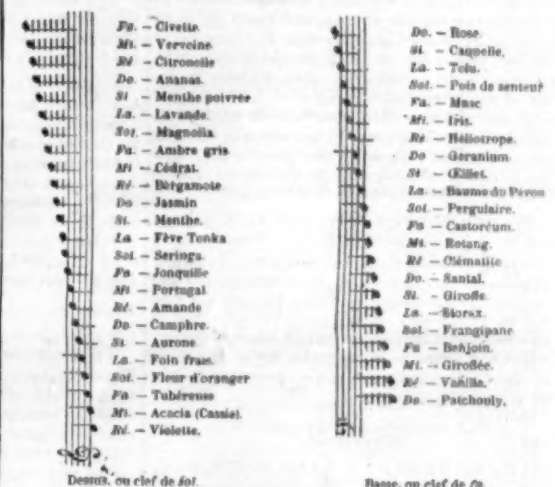 Fa. — Civette.
Mi. — Verveine.
Ré — Citronelle
Do. — Ananas.
Si — Menthe poivrée
La. — Lavande.
Sol. — Magnolia.
Fa. — Ambre gris
Mi — Cédrat.
Ré. — Bergamote
Do — Jasmin
Si. — Menthe.
La — Fève Tonka
Sol. — Seringa.
Fa — Jonquille
Mi — Portugal
Ré. — Amande
Do. — Camphre.
Si. — Aurone
La. — Foin frais.
Sol. — Fleur d'oranger
Fa — Tubéreuse
Mi. — Acacia (Cassie).
Ré. — Violette.
Dessus, ou clef de sol.
Do. — Rose.
Si. — Canelle.
La. — Tolu.
Sol. — Pois de senteur
Fa. — Musc
Mi. — Iris.
Ré — Héliotrope.
Do — Géranium
Si — Œillet.
La. — Baume du Pérou
Sol. — Pergulaire.
Fa — Castoréum.
Mi. — Rotang.
Ré — Clématite
Do. — Santal.
Si. — Girofle.
La. — Storax.
Sol. — Frangipane
Fa — Benjoin.
Mi. — Giroflée.
Ré — Vanille.
Do. — Patchouly.
Basse, ou clef de fa.